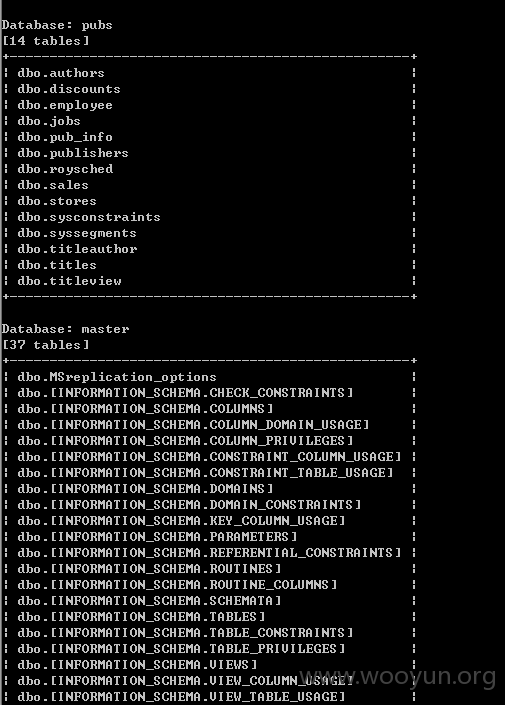 Database: pubs
[14 tables]
+--------------------------------------------------+
¦ dbo.authors ¦
¦ dbo.discounts ¦
¦ dbo.employee ¦
¦ dbo.jobs ¦
¦ dbo.pub_info ¦
¦ dbo.publishers ¦
¦ dbo.roysched ¦
¦ dbo.sales ¦
¦ dbo.stores ¦
¦ dbo.sysconstraints ¦
¦ dbo.syssegments ¦
¦ dbo.titleauthor ¦
¦ dbo.titles ¦
¦ dbo.titleview ¦
+--------------------------------------------------+
Database: master
[37 tables]
+--------------------------------------------------+
¦ dbo.MSreplication_options ¦
¦ dbo.[INFORMATION_SCHEMA.CHECK_CONSTRAINTS] ¦
¦ dbo.[INFORMATION_SCHEMA.COLUMNS] ¦
¦ dbo.[INFORMATION_SCHEMA.COLUMN_DOMAIN_USAGE] ¦
¦ dbo.[INFORMATION_SCHEMA.COLUMN_PRIVILEGES] ¦
¦ dbo.[INFORMATION_SCHEMA.CONSTRAINT_COLUMN_USAGE] ¦
¦ dbo.[INFORMATION_SCHEMA.CONSTRAINT_TABLE_USAGE] ¦
¦ dbo.[INFORMATION_SCHEMA.DOMAINS] ¦
¦ dbo.[INFORMATION_SCHEMA.DOMAIN_CONSTRAINTS] ¦
¦ dbo.[INFORMATION_SCHEMA.KEY_COLUMN_USAGE] ¦
¦ dbo.[INFORMATION_SCHEMA.PARAMETERS] ¦
¦ dbo.[INFORMATION_SCHEMA.REFERENTIAL_CONSTRAINTS] ¦
¦ dbo.[INFORMATION_SCHEMA.ROUTINES] ¦
¦ dbo.[INFORMATION_SCHEMA.ROUTINE_COLUMNS] ¦
¦ dbo.[INFORMATION_SCHEMA.SCHEMATA] ¦
¦ dbo.[INFORMATION_SCHEMA.TABLES] ¦
¦ dbo.[INFORMATION_SCHEMA.TABLE_CONSTRAINTS] ¦
¦ dbo.[INFORMATION_SCHEMA.TABLE_PRIVILEGES] ¦
¦ dbo.[INFORMATION_SCHEMA.VIEWS] ¦
¦ dbo.[INFORMATION_SCHEMA.VIEW_COLUMN_USAGE] ¦
¦ dbo.[INFORMATION_SCHEMA.VIEW_TABLE_USAGE] ¦
www.wooyun.org